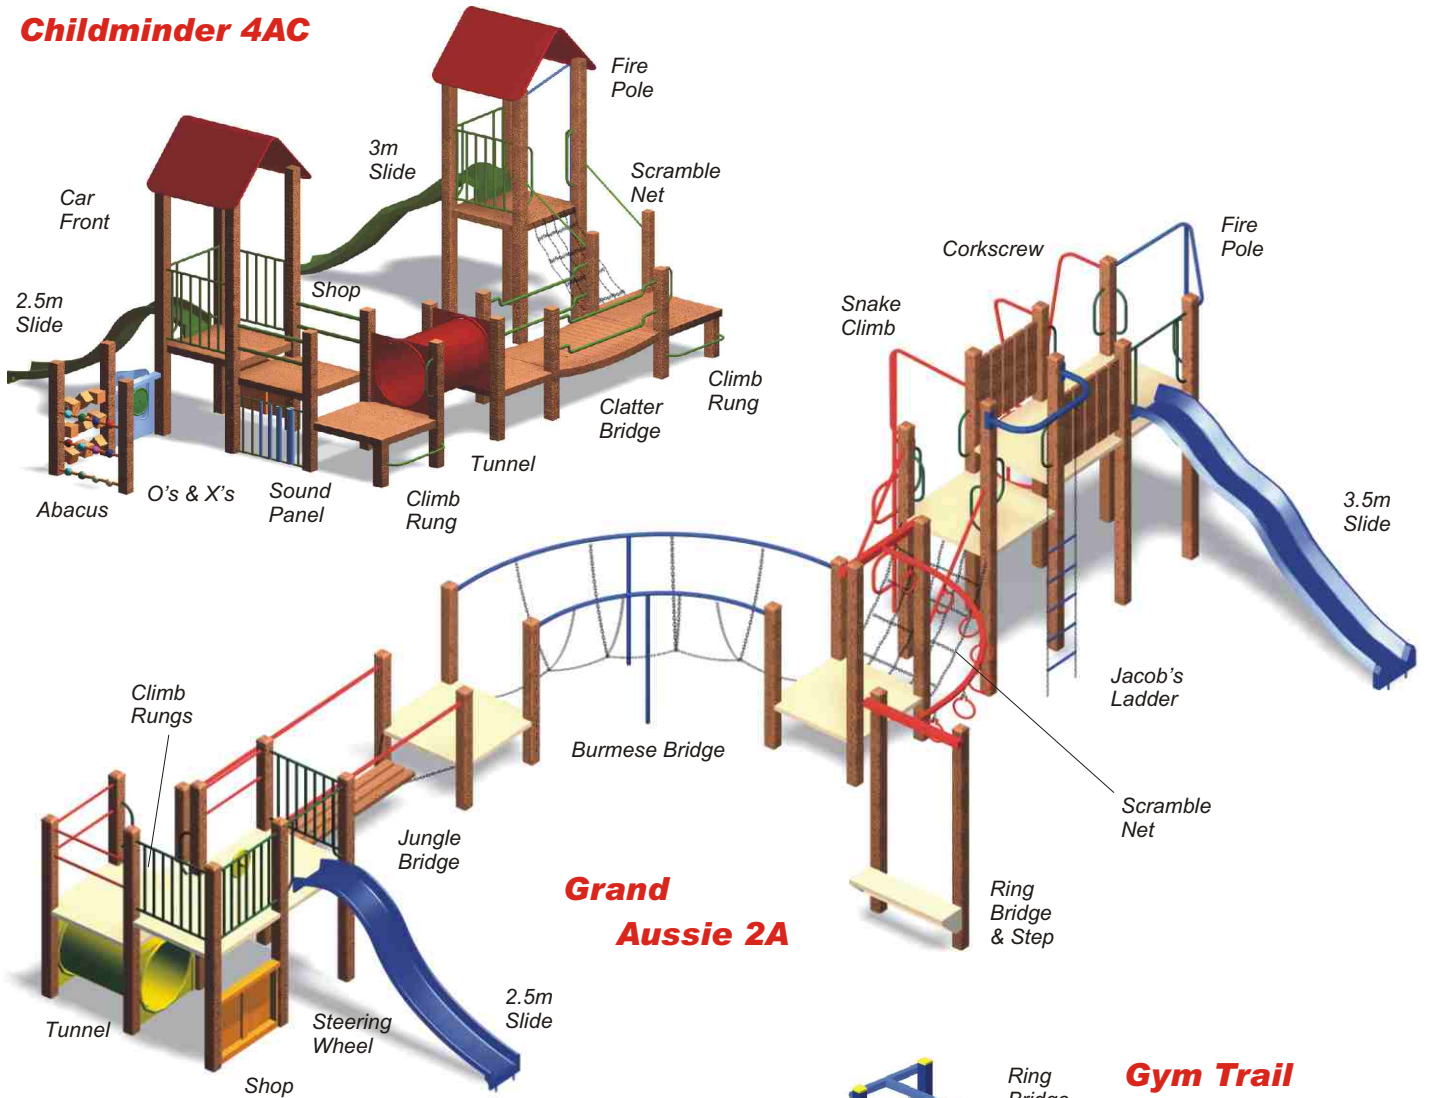 Childminder 4AC
Fire
Pole
3m
Slide
Scramble
Net
Car
Front
Shop
2.5m
Slide
Climb
Rung
Clatter
Bridge
Tunnel
Climb
Rung
Sound
Panel
O's & X's
Abacus
Corkscrew
Fire
Pole
Snake
Climb
3.5m
Slide
Jacob's
Ladder
Scramble
Net
Burmese Bridge
Climb
Rungs
Jungle
Bridge
Grand
Aussie 2A
Ring
Bridge
& Step
2.5m
Slide
Steering
Wheel
Tunnel
Shop
Ring
Bridge
Gym Trail